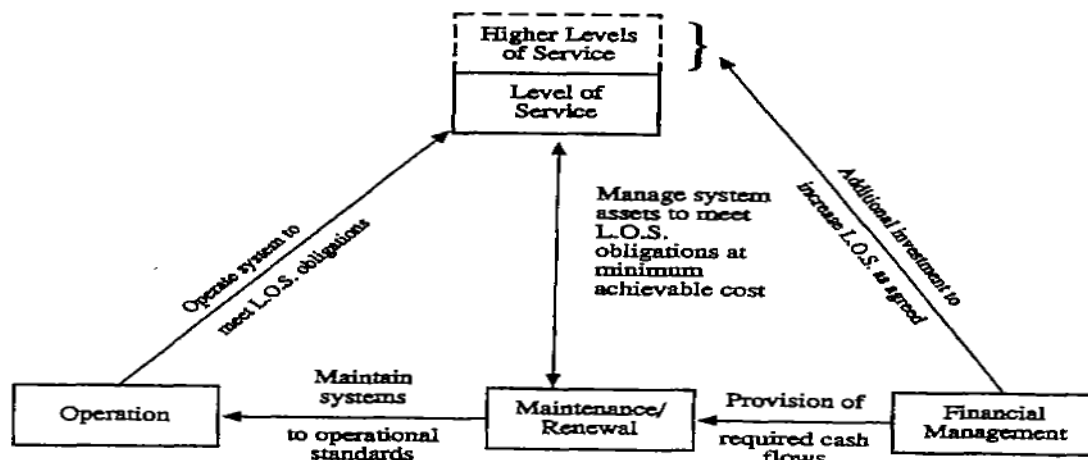 Higher Levels
of Service
}
Level of
Service
Manage system
assets to meet
L.O.S.
obligations at
minimum
achievable cost
Operate system to
meet L.O.S. obligations
Additional investment to
increase L.O.S. as agreed
Operation
Maintain
systems
to operational
standards
Maintenance/
Renewal
Provision of
required cash
flows
Financial
Management